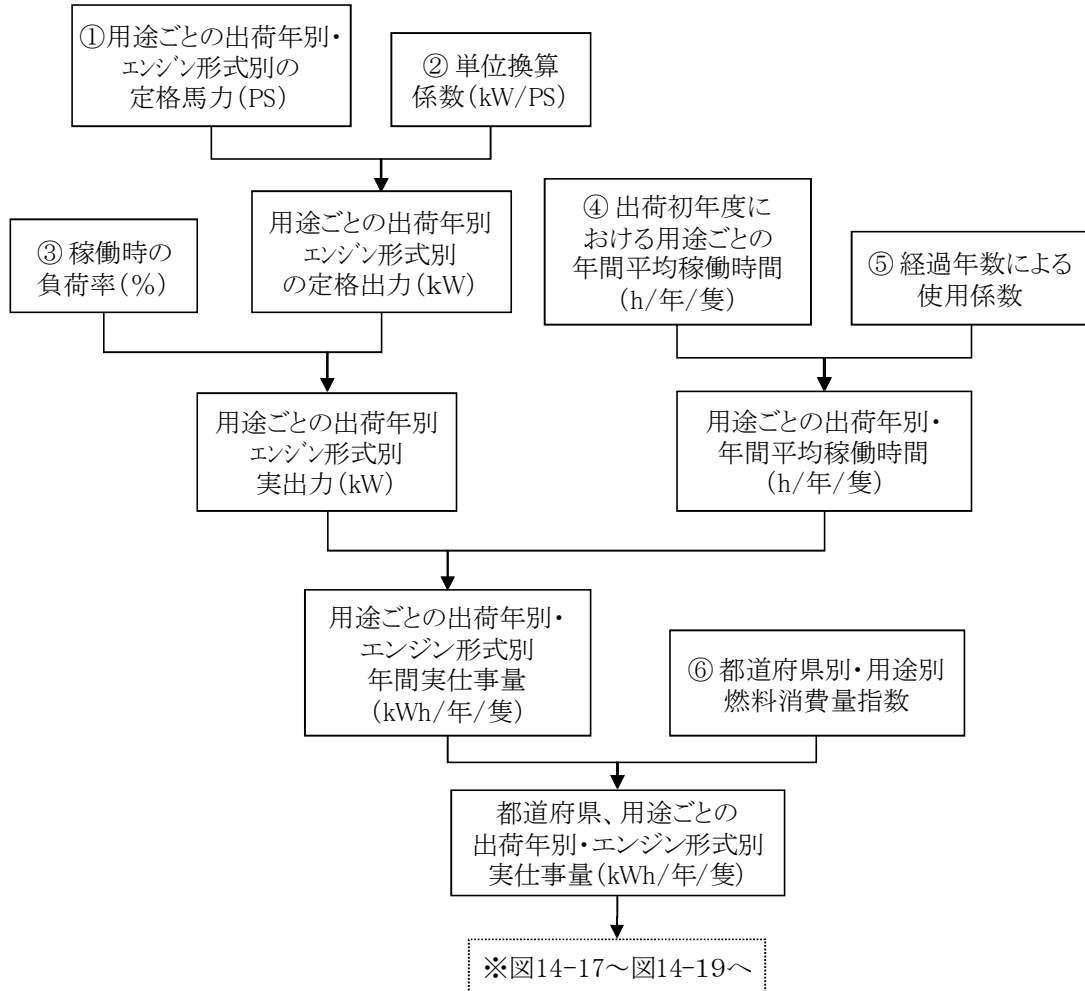 ①用途ごとの出荷年別・
エンジン形式別の
定格馬力(PS)
② 単位換算
係数(kW/PS)
③ 稼働時の
負荷率(%)
用途ごとの出荷年別
エンジン形式別
の定格出力(kW)
④ 出荷初年度に
おける用途ごとの
年間平均稼働時間
(h/年/隻)
⑤ 経過年数による
使用係数
用途ごとの出荷年別
エンジン形式別
実出力(kW)
用途ごとの出荷年別・
年間平均稼働時間
(h/年/隻)
用途ごとの出荷年別・
エンジン形式別
年間実仕事量
(kWh/年/隻)
⑥ 都道府県別・用途別
燃料消費量指数
都道府県、用途ごとの
出荷年別・エンジン形式別
実仕事量(kWh/年/隻)
※図14-17～図14-19へ